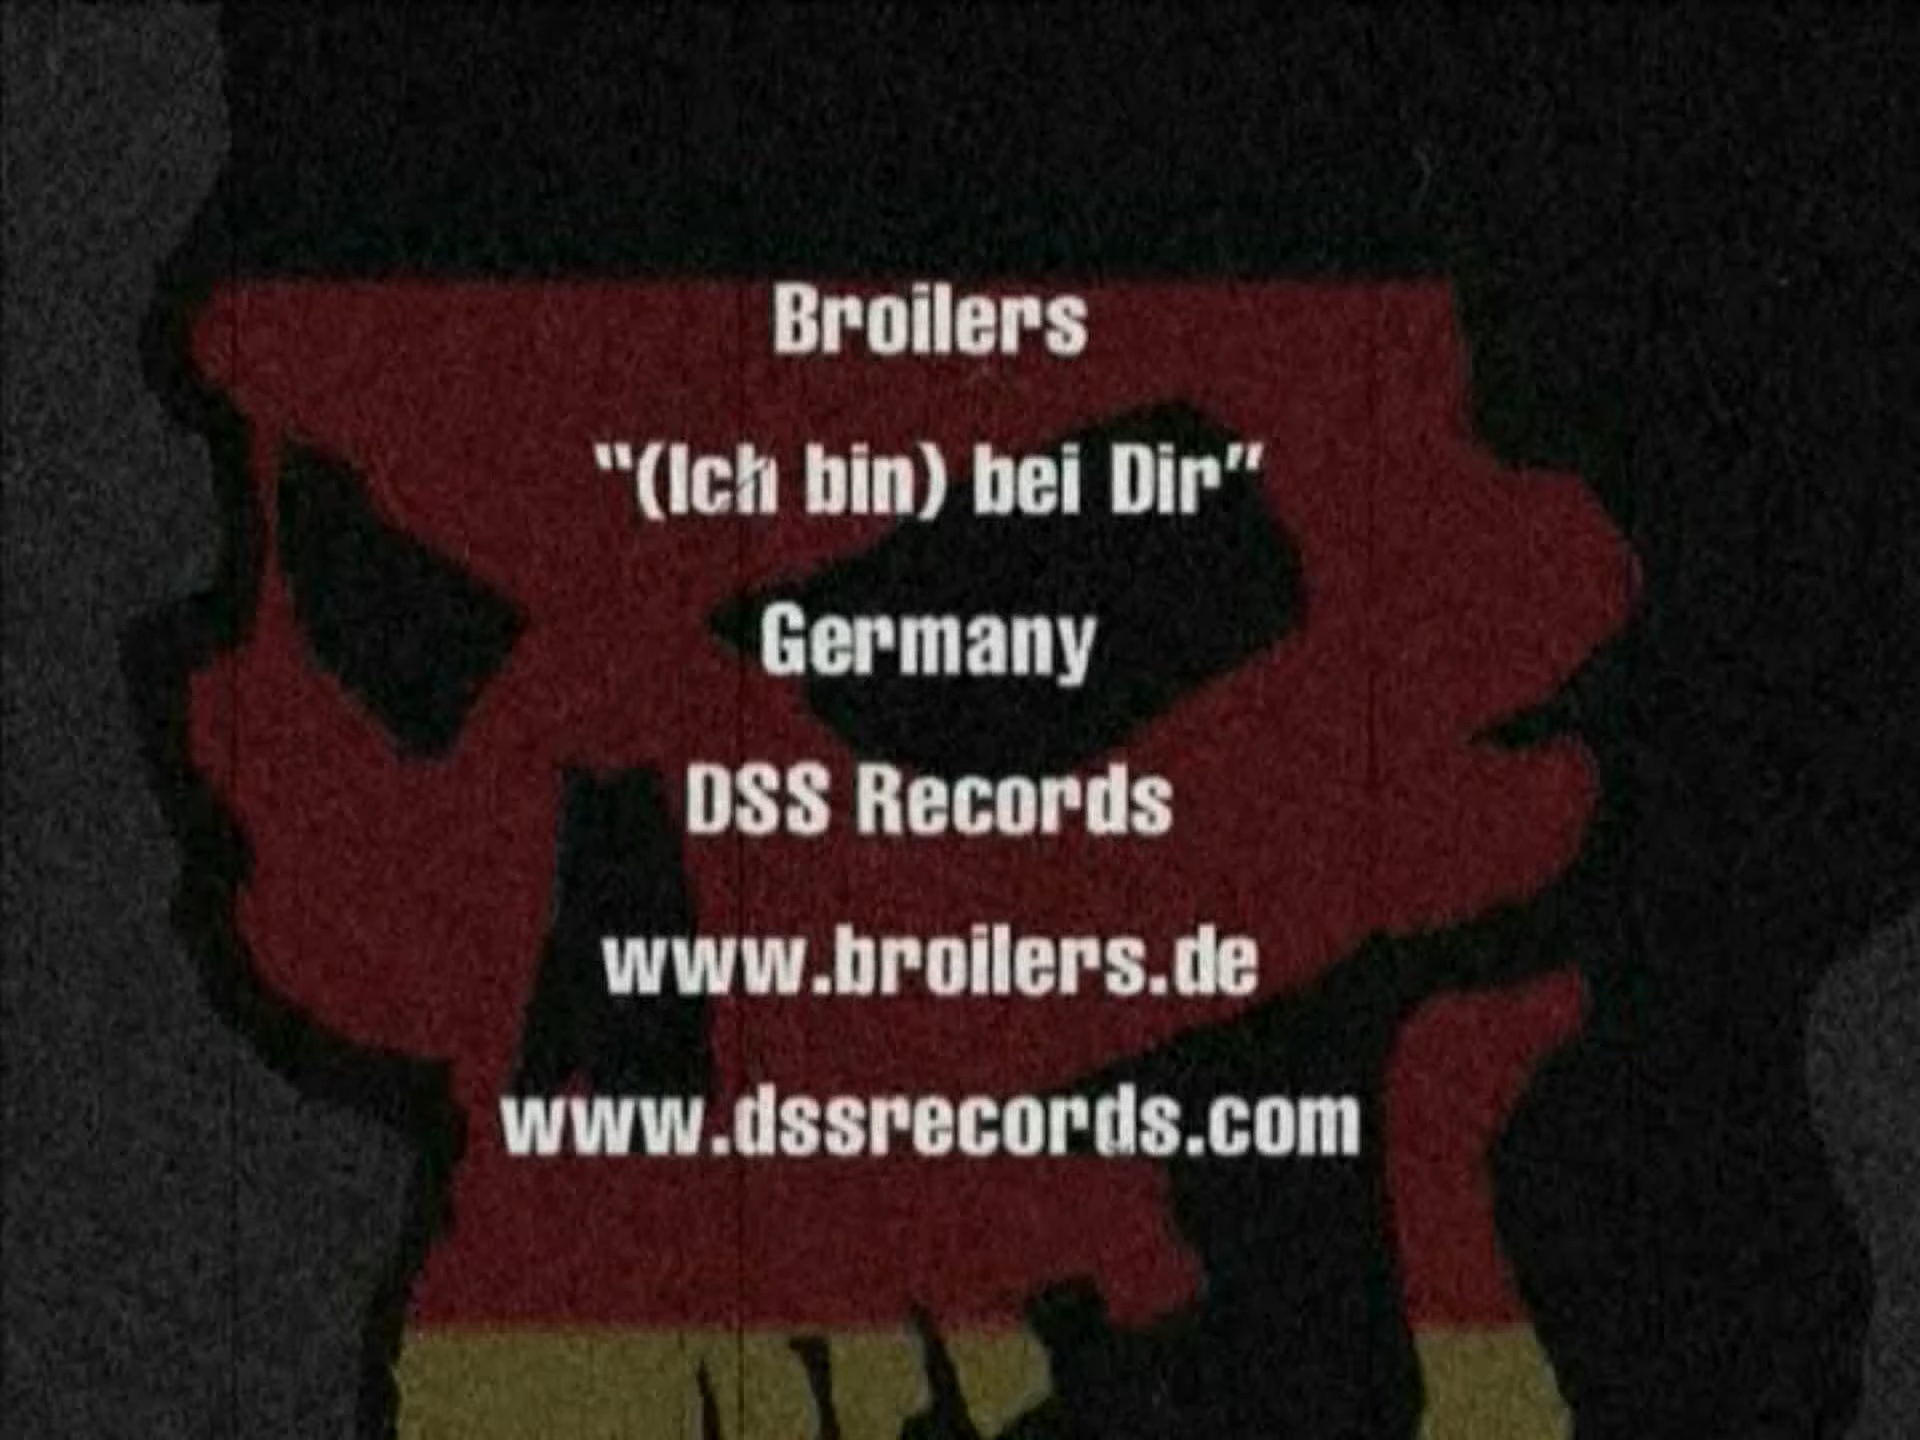 Broilers
“(Ich bin) bei Dir”
Germany
DSS Records
www.broilers.de
www.dssrecords.com